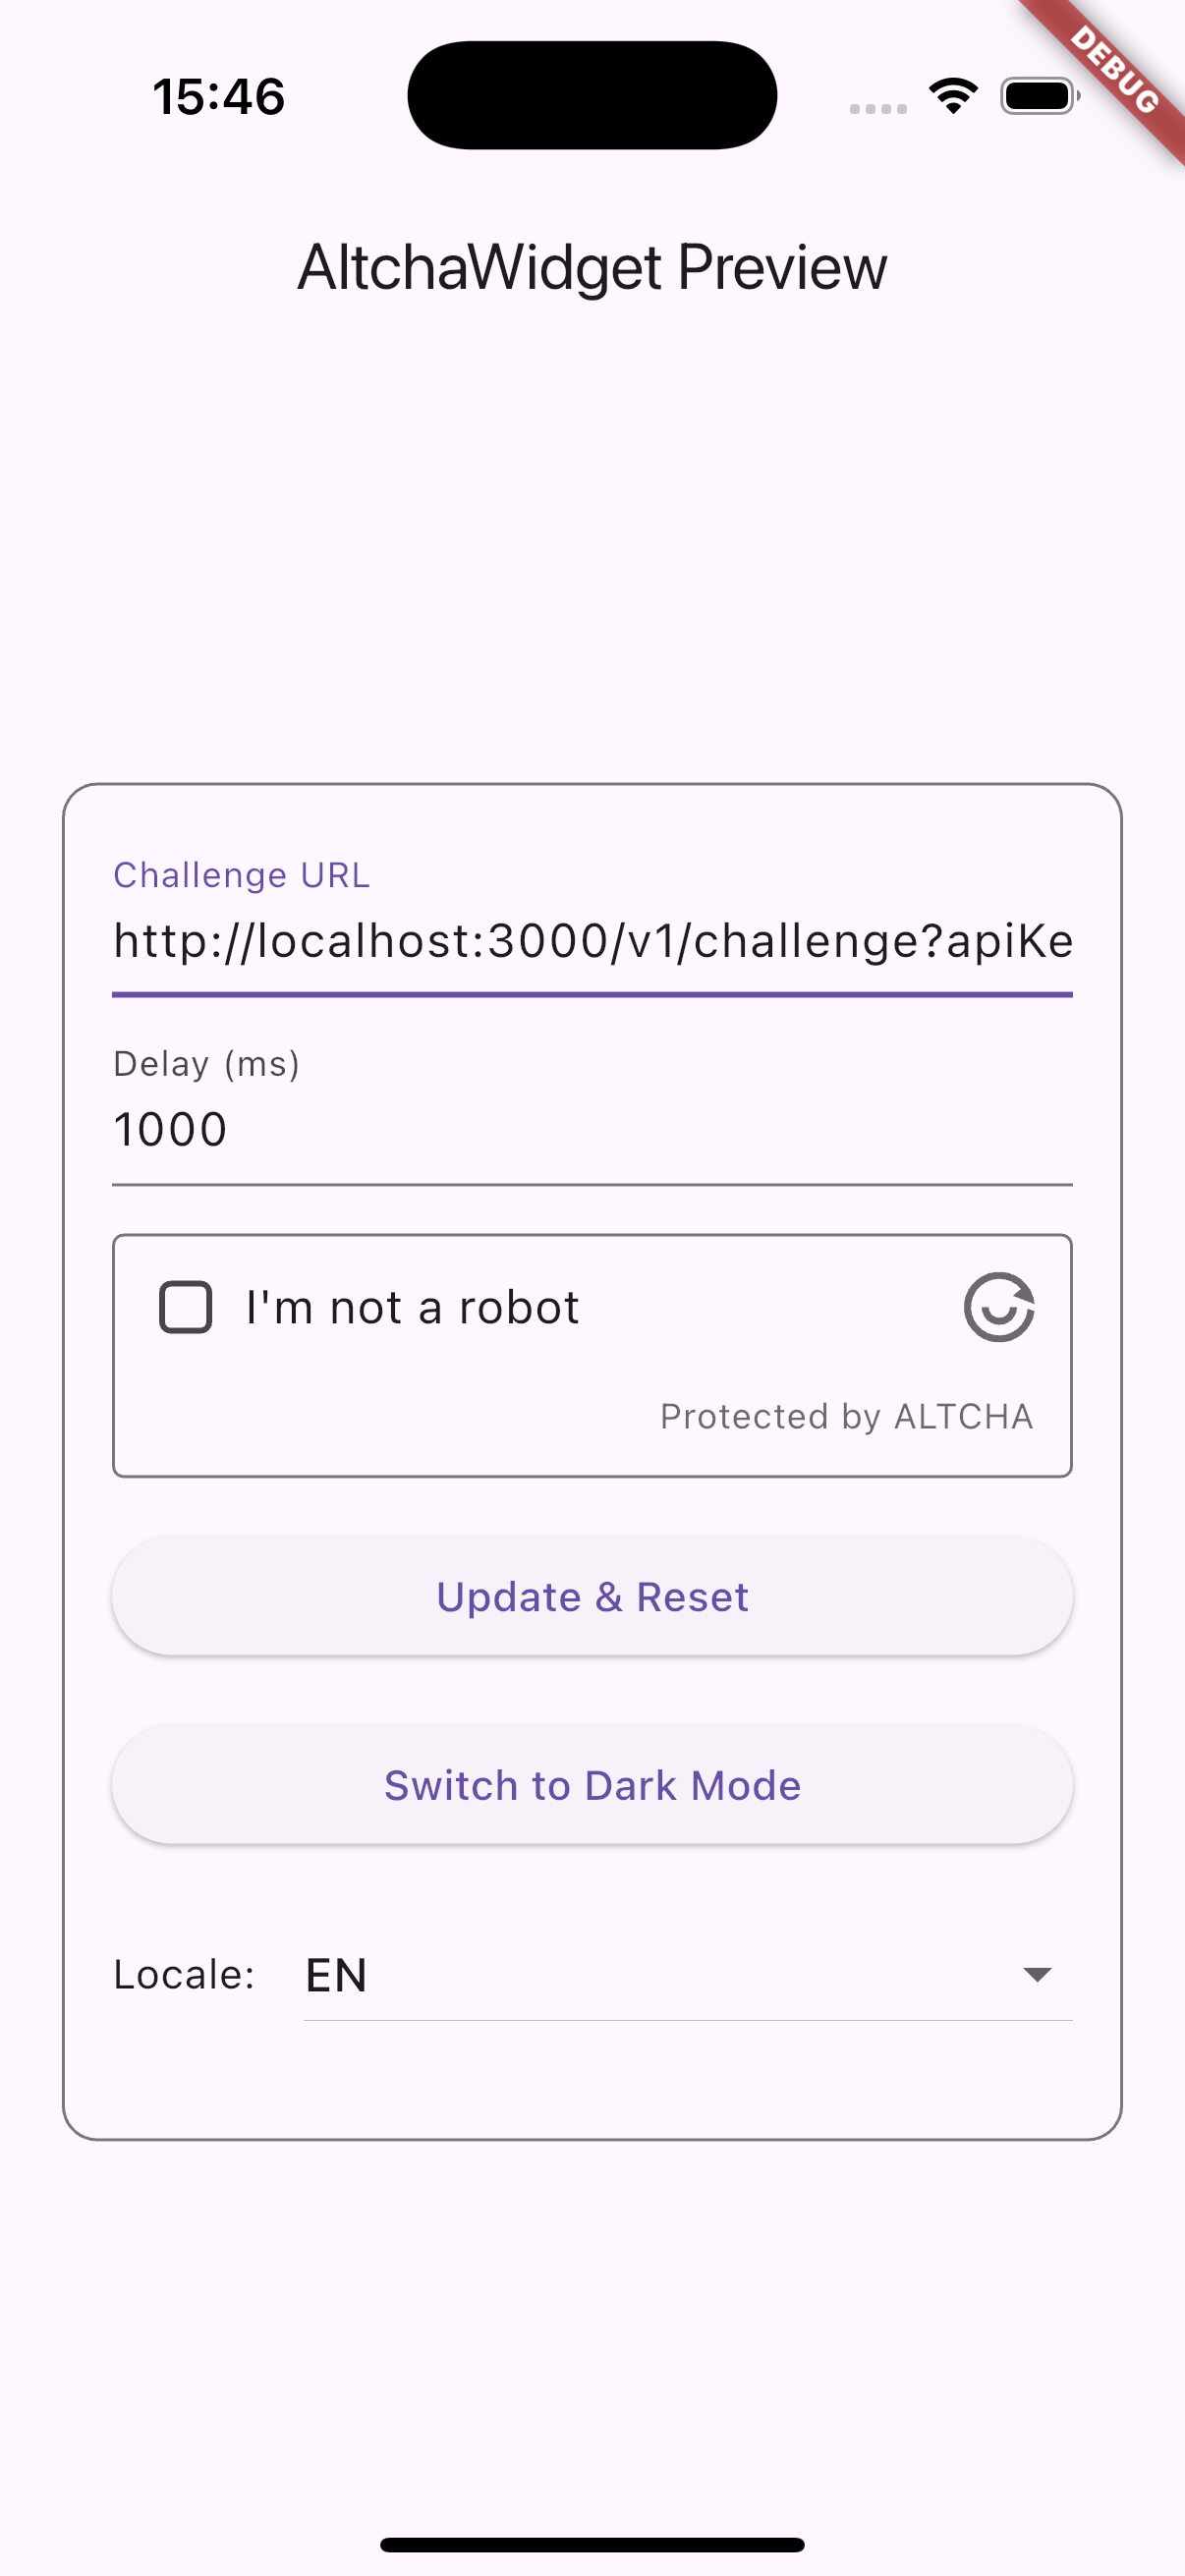 15:46
DEBUG
AltchaWidget Preview
Challenge URL
http://localhost:3000/v1/challenge?apiKe
Delay (ms)
1000
I'm not a robot
Protected by ALTCHA
Update & Reset
Switch to Dark Mode
Locale: EN